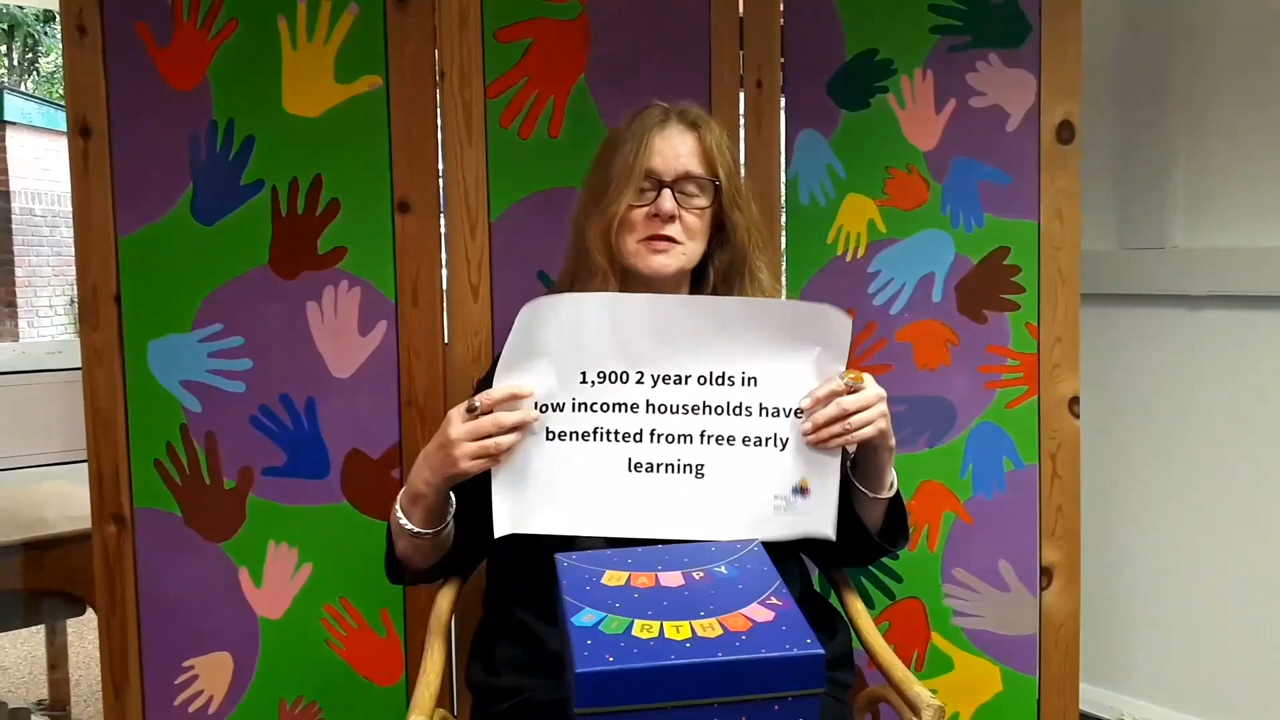 1,900 2 year olds in
low income households have
benefitted from free early
learning
HAPPY
BIRTHDAY